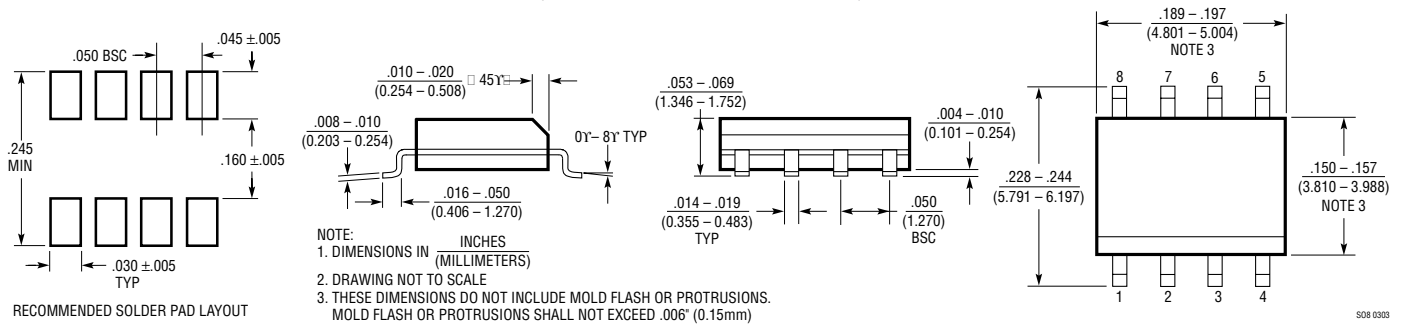 .050 BSC
.045 ±.005
.245
MIN
.160 ±.005
.030 ±.005
TYP
RECOMMENDED SOLDER PAD LAYOUT
.010 – .020
(0.254 – 0.508)
45
.008 – .010
(0.203 – 0.254)
0ϒ– 8ϒ TYP
.016 – .050
(0.406 – 1.270)
NOTE:
1. DIMENSIONS IN INCHES
(MILLIMETERS)
2. DRAWING NOT TO SCALE
3. THESE DIMENSIONS DO NOT INCLUDE MOLD FLASH OR PROTRUSIONS.
MOLD FLASH OR PROTRUSIONS SHALL NOT EXCEED .006" (0.15mm)
.053 – .069
(1.346 – 1.752)
.004 – .010
(0.101 – 0.254)
.014 – .019
(0.355 – 0.483)
TYP
.050
(1.270)
BSC
.189 – .197
(4.801 – 5.004)
NOTE 3
8 7 6 5
.228 – .244
(5.791 – 6.197)
.150 – .157
(3.810 – 3.988)
NOTE 3
1 2 3 4
SO8 0303